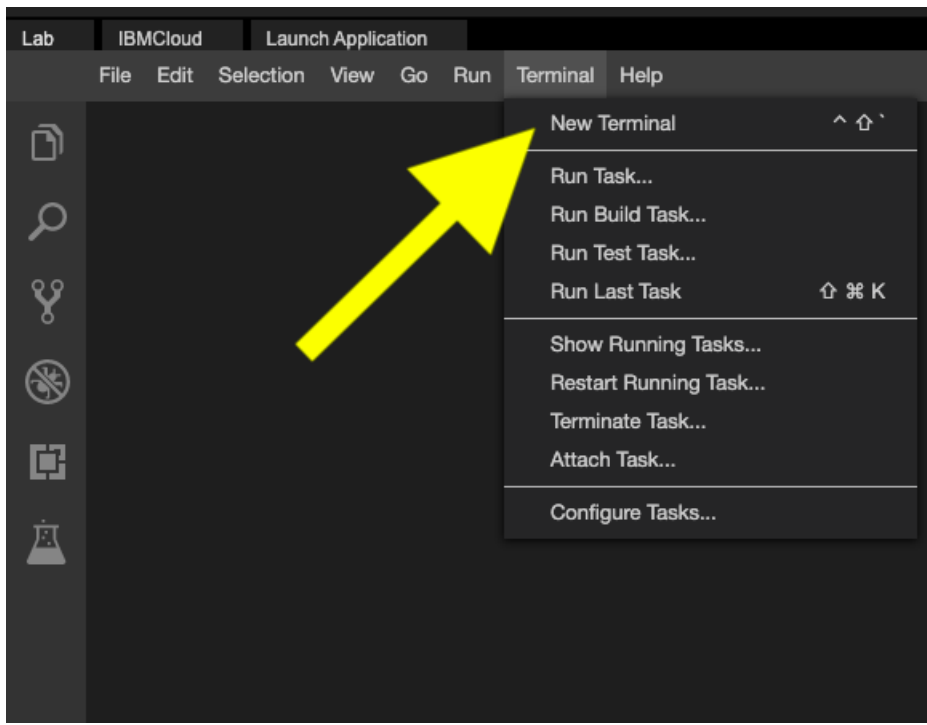 Lab IBMCloud Launch Application
File Edit Selection View Go Run Terminal Help
New Terminal ^ ⇧ `
Run Task...
Run Build Task...
Run Test Task...
Run Last Task ⇧ ⌘ K
Show Running Tasks...
Restart Running Task...
Terminate Task...
Attach Task...
Configure Tasks...